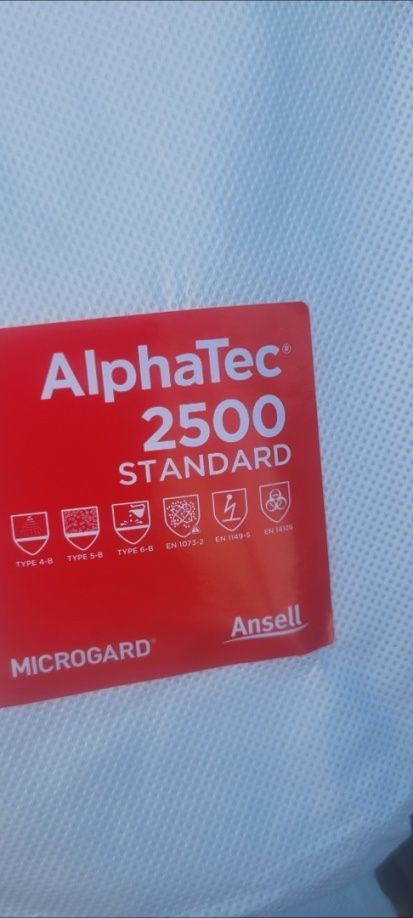 AlphaTec®
2500
STANDARD
TYPE 4-B TYPE 5-B TYPE 6-B EN 1073-2 EN 1149-5 EN 14126
MICROGARD® Ansell